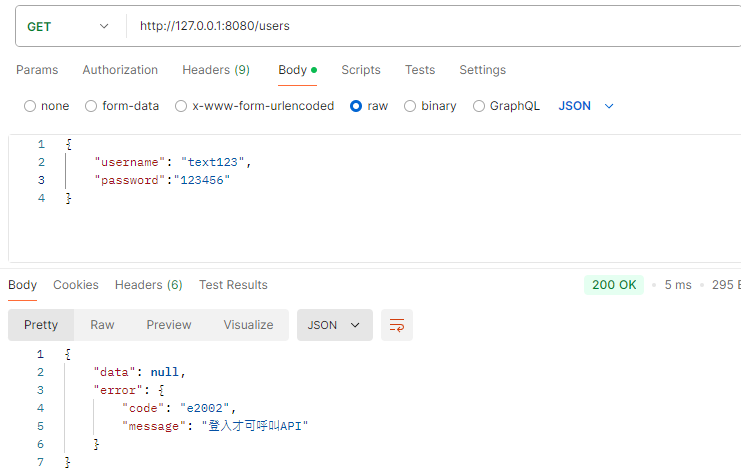 GET http://127.0.0.1:8080/users
Params Authorization Headers (9) Body Scripts Tests Settings
none form-data x-www-form-urlencoded raw binary GraphQL JSON
1 {
2 "username": "text123",
3 "password":"123456"
4 }
Body Cookies Headers (6) Test Results 200 OK 5 ms 295 B
Pretty Raw Preview Visualize JSON
1 {
2 "data": null,
3 "error": {
4 "code": "e2002",
5 "message": "登入才可呼叫API"
6 }
7 }